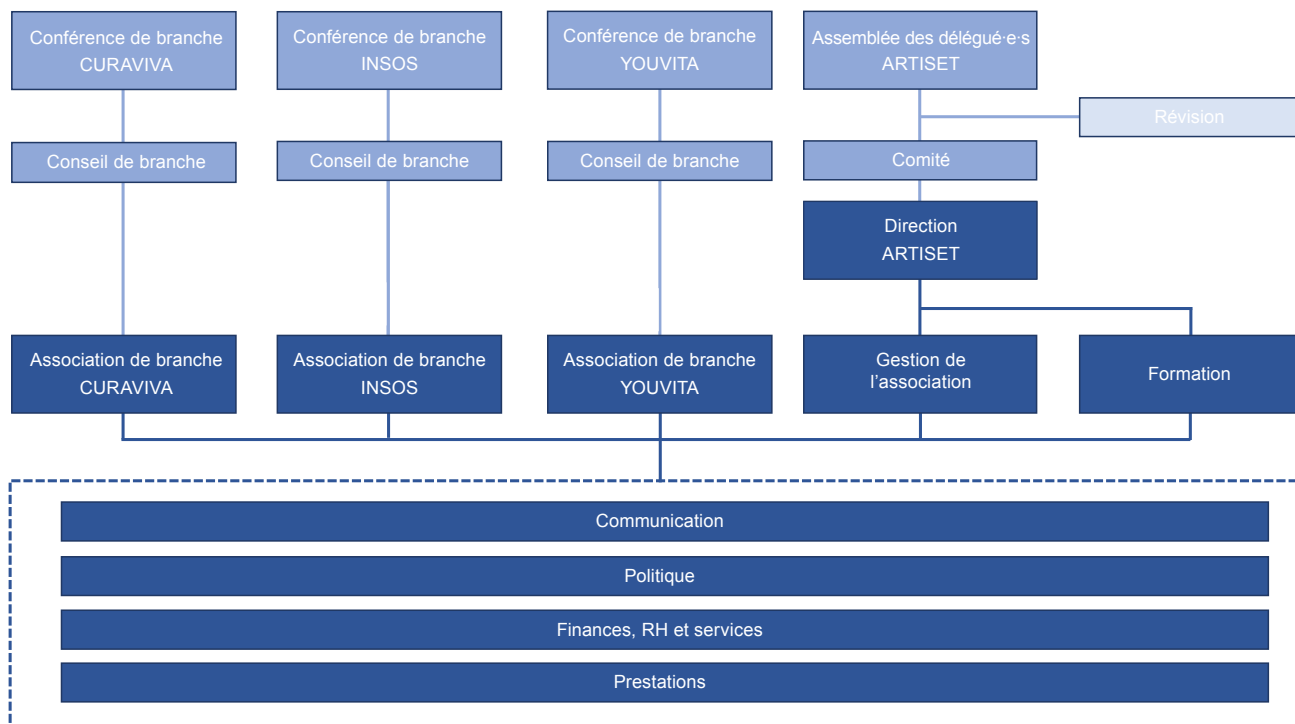 Conférence de branche
CURAVIVA
Conférence de branche
INSOS
Conférence de branche
YOUVITA
Assemblée des délégué·e·s
ARTISET
Révision
Conseil de branche
Conseil de branche
Conseil de branche
Comité
Direction
ARTISET
Association de branche
CURAVIVA
Association de branche
INSOS
Association de branche
YOUVITA
Gestion de
l’association
Formation
Communication
Politique
Finances, RH et services
Prestations